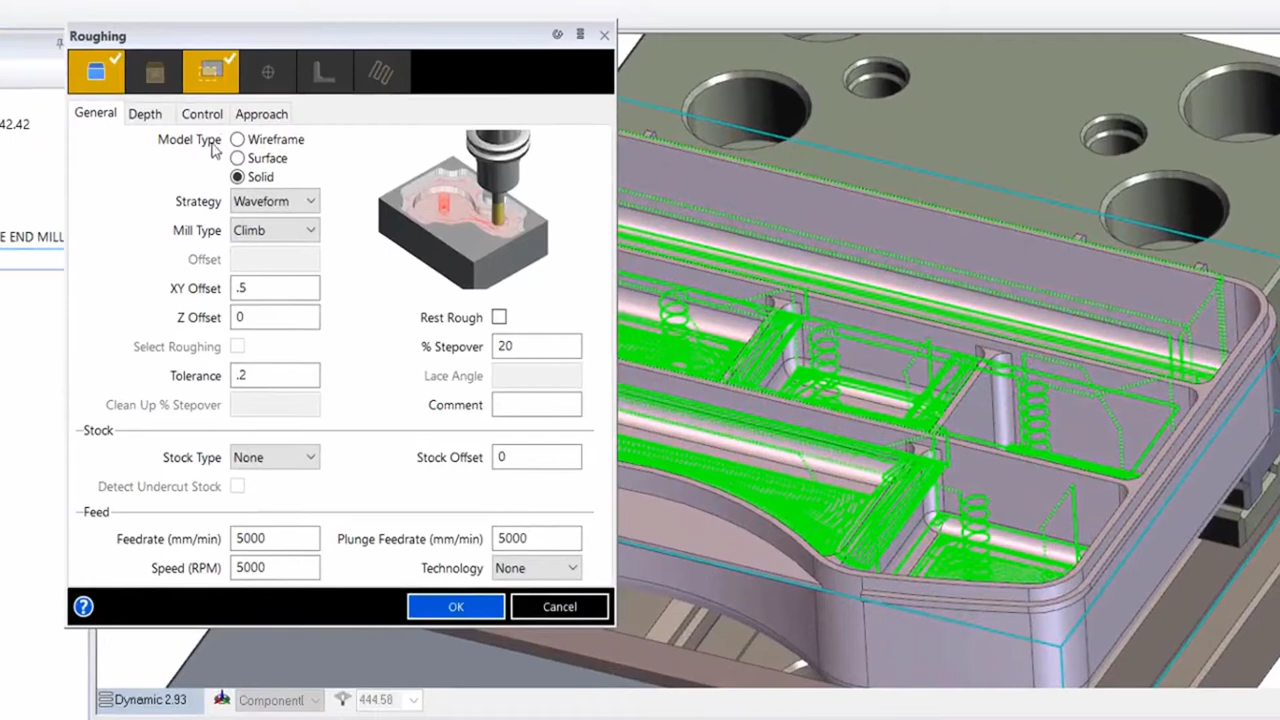 Roughing
General Depth Control Approach
42.42
Model Type Wireframe
Surface
Solid
Strategy Waveform
Mill Type Climb
E END MILL
Offset
XY Offset .5
Z Offset 0 Rest Rough
Select Roughing % Stepover 20
Tolerance .2 Lace Angle
Clean Up % Stepover Comment
Stock
Stock Type None Stock Offset 0
Detect Undercut Stock
Feed
Feedrate (mm/min) 5000 Plunge Feedrate (mm/min) 5000
Speed (RPM) 5000 Technology None
? OK Cancel
Dynamic 2.93 Component( 444.58